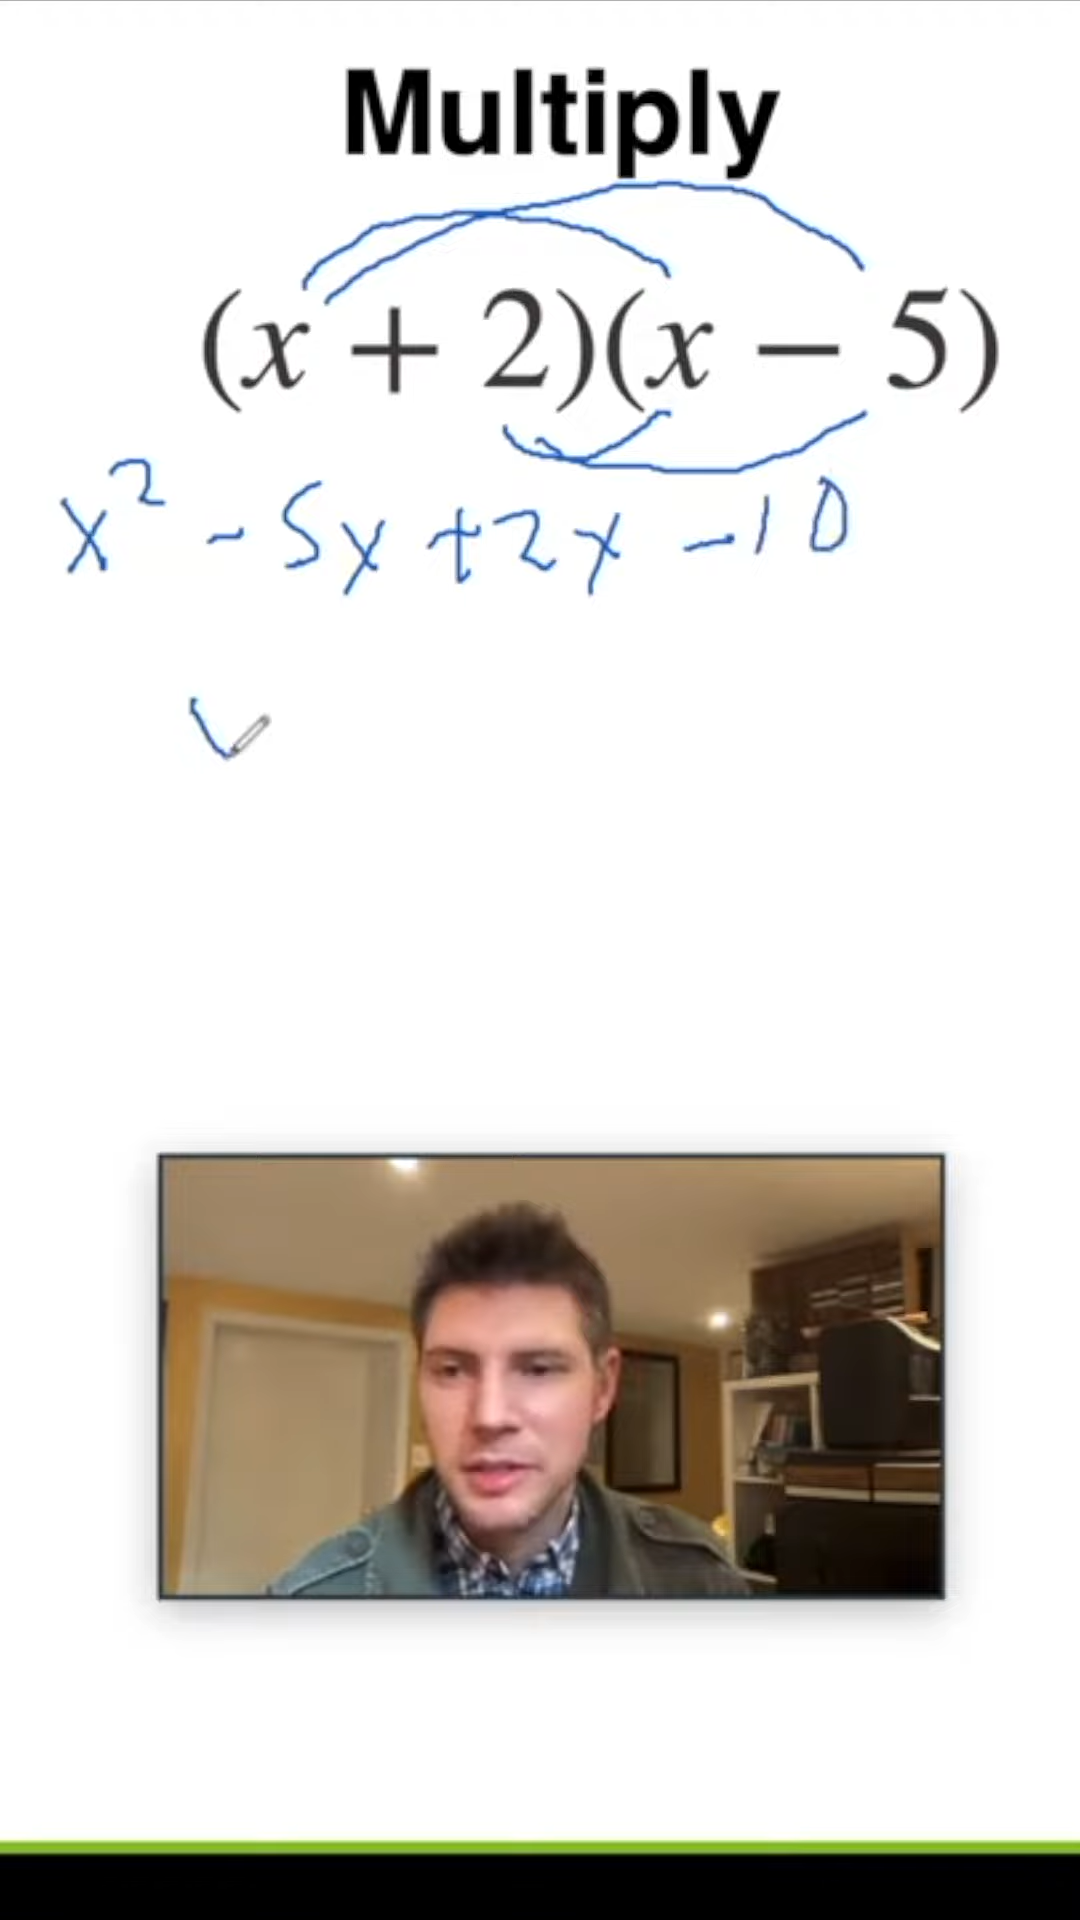 Multiply
(x + 2)(x − 5)
x² - 5x + 2x - 10